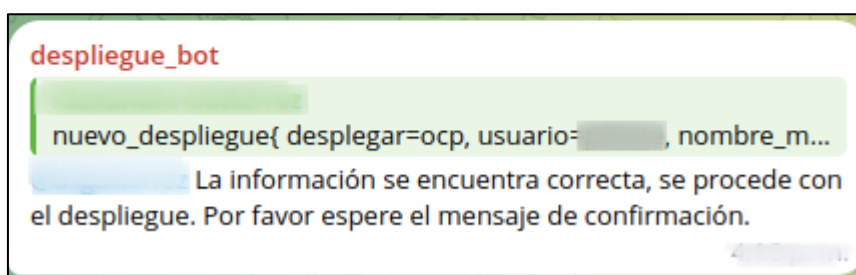 despliegue_bot
nuevo_despliegue{ desplegar=ocp, usuario= , nombre_m...
La información se encuentra correcta, se procede con
el despliegue. Por favor espere el mensaje de confirmación.